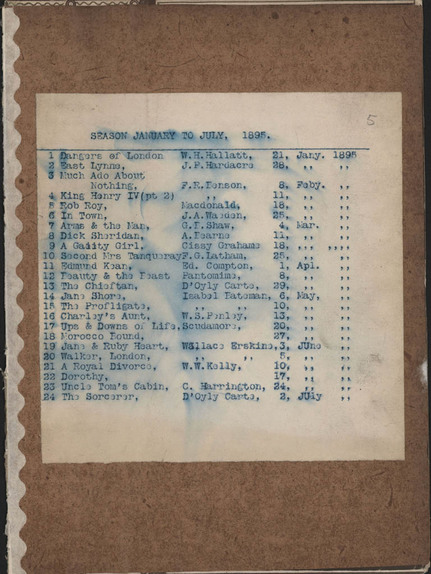 5
SEASON JANUARY TO JULY, 1895.
1 Dangers of London W.H.Hallatt, 21, Jany. 1895
2 East Lynne, J.F.Hardacre 28, ,, ,,
3 Much Ado About
Nothing, F.R.Benson, 8, Feby. ,,
4 King Henry IV(pt 2) ,, 11, ,, ,,
5 Rob Roy, Macdonald, 18, ,, ,,
6 In Town, J.A.Warden, 25, ,, ,,
7 Arms & the Man, G.B.Shaw, 4, Mar. ,,
8 Dick Sheridan, A.Hearne 11, ,, ,,
9 A Gaiity Girl, Cissy Grahame 18, ,,, ,,,,
10 Second Mrs Tanqueray F.G.Latham, 25, ,, ,,
11 Edmund Kean, Ed. Compton, 1, Apl. ,,
12 Beauty & the Beast Pantomime, 8, ,, ,,
13 The Chieftan, D'Oyly Carte, 29, ,, ,,
14 Jane Shore, Isabel Bateman, 6, May, ,,
15 The Profligate, ,, ,, 10, ,, ,,
16 Charley's Aunt, W.S.Penley, 13, ,, ,,
17 Ups & Downs of Life, Scudamore, 20, ,, ,,
18 Morocco Bound, 27, ,, ,,
19 Jane & Ruby Heart, Wallace Erskine, 3, JUne ,,
20 Walker, London, ,, ,, 5, ,, ,,
21 A Royal Divorce, W.W.Kelly, 10, ,, ,,
22 Dorothy, 17, ,, ,,
23 Uncle Tom's Cabin, C. Harrington, 24, ,, ,,
24 The Sorcerer, D'Oyly Carte, 2, JUly ,,